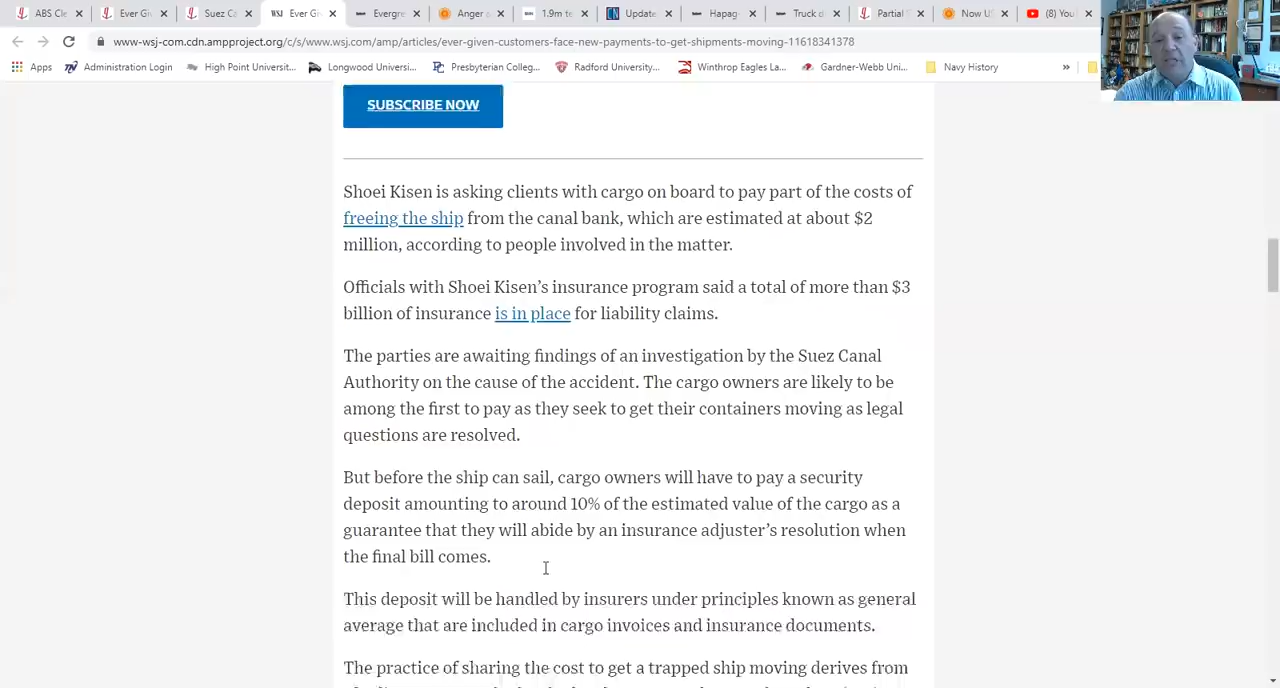 ABS Cle
Ever Giv
Suez Ca
WSJ Ever Gi
Evergre
Anger a
1.9m te
Update
Hapag
Truck d
Partial
Now US
(8) You
www-wsj-com.cdn.ampproject.org/c/s/www.wsj.com/amp/articles/ever-given-customers-face-new-payments-to-get-shipments-moving-11618341378
Apps
Administration Login
High Point Universit...
Longwood Universi...
Presbyterian Colleg...
Radford University...
Winthrop Eagles La...
Gardner-Webb Uni...
Navy History
»
SUBSCRIBE NOW
Shoei Kisen is asking clients with cargo on board to pay part of the costs of
freeing the ship from the canal bank, which are estimated at about $2
million, according to people involved in the matter.
Officials with Shoei Kisen’s insurance program said a total of more than $3
billion of insurance is in place for liability claims.
The parties are awaiting findings of an investigation by the Suez Canal
Authority on the cause of the accident. The cargo owners are likely to be
among the first to pay as they seek to get their containers moving as legal
questions are resolved.
But before the ship can sail, cargo owners will have to pay a security
deposit amounting to around 10% of the estimated value of the cargo as a
guarantee that they will abide by an insurance adjuster’s resolution when
the final bill comes.
This deposit will be handled by insurers under principles known as general
average that are included in cargo invoices and insurance documents.
The practice of sharing the cost to get a trapped ship moving derives from